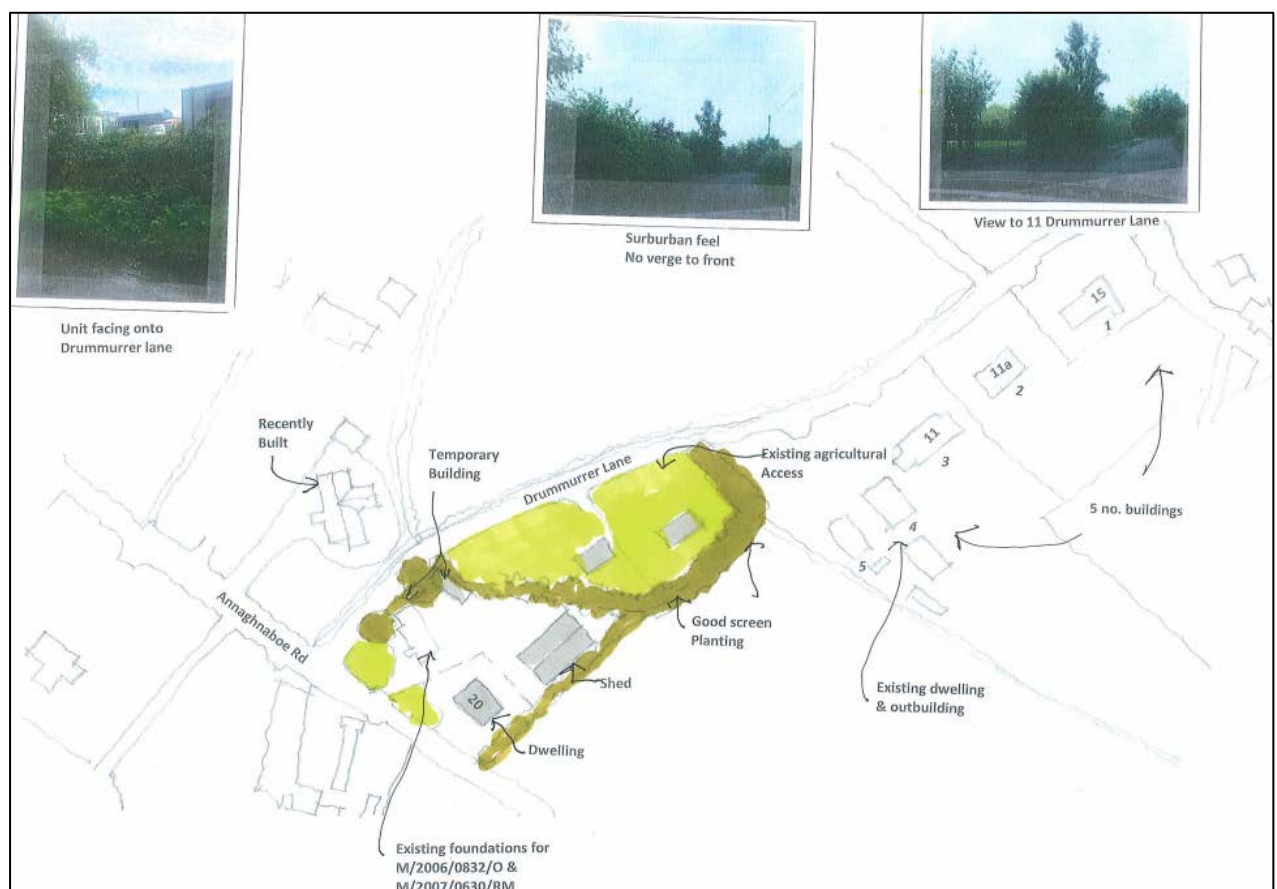 Unit facing onto
Drummurrer lane
Surburban feel
No verge to front
View to 11 Drummurrer Lane
15
1
11a
2
Recently
Built
11
3
Temporary
Building
Drummurrer Lane
Existing agricultural
Access
5 no. buildings
4
5
Annaghnaboe Rd
Good screen
Planting
Shed
20
Existing dwelling
& outbuilding
Dwelling
Existing foundations for
M/2006/0832/O &
M/2007/0630/RM